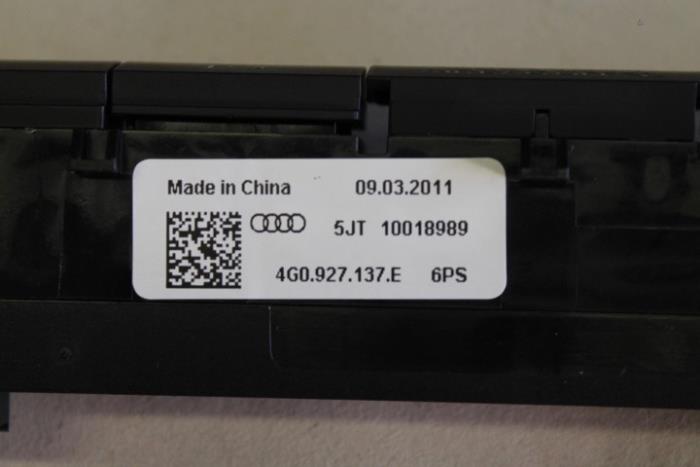 Made in China 09.03.2011
5JT 10018989
4G0.927.137.E 6PS